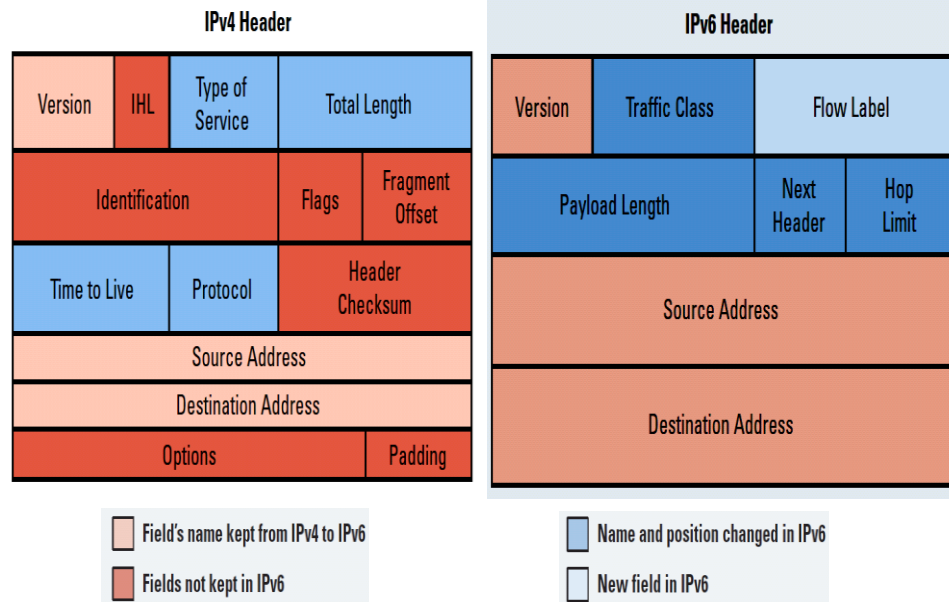 IPv4 Header
Version
IHL
Type of
Service
Total Length
Identification
Flags
Fragment
Offset
Time to Live
Protocol
Header
Checksum
Source Address
Destination Address
Options
Padding
Field's name kept from IPv4 to IPv6
Fields not kept in IPv6
IPv6 Header
Version
Traffic Class
Flow Label
Payload Length
Next
Header
Hop
Limit
Source Address
Destination Address
Name and position changed in IPv6
New field in IPv6